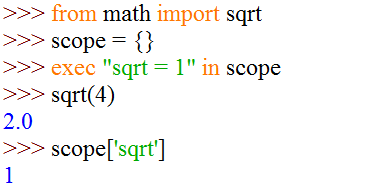 >>> from math import sqrt
>>> scope = {}
>>> exec "sqrt = 1" in scope
>>> sqrt(4)
2.0
>>> scope['sqrt']
1